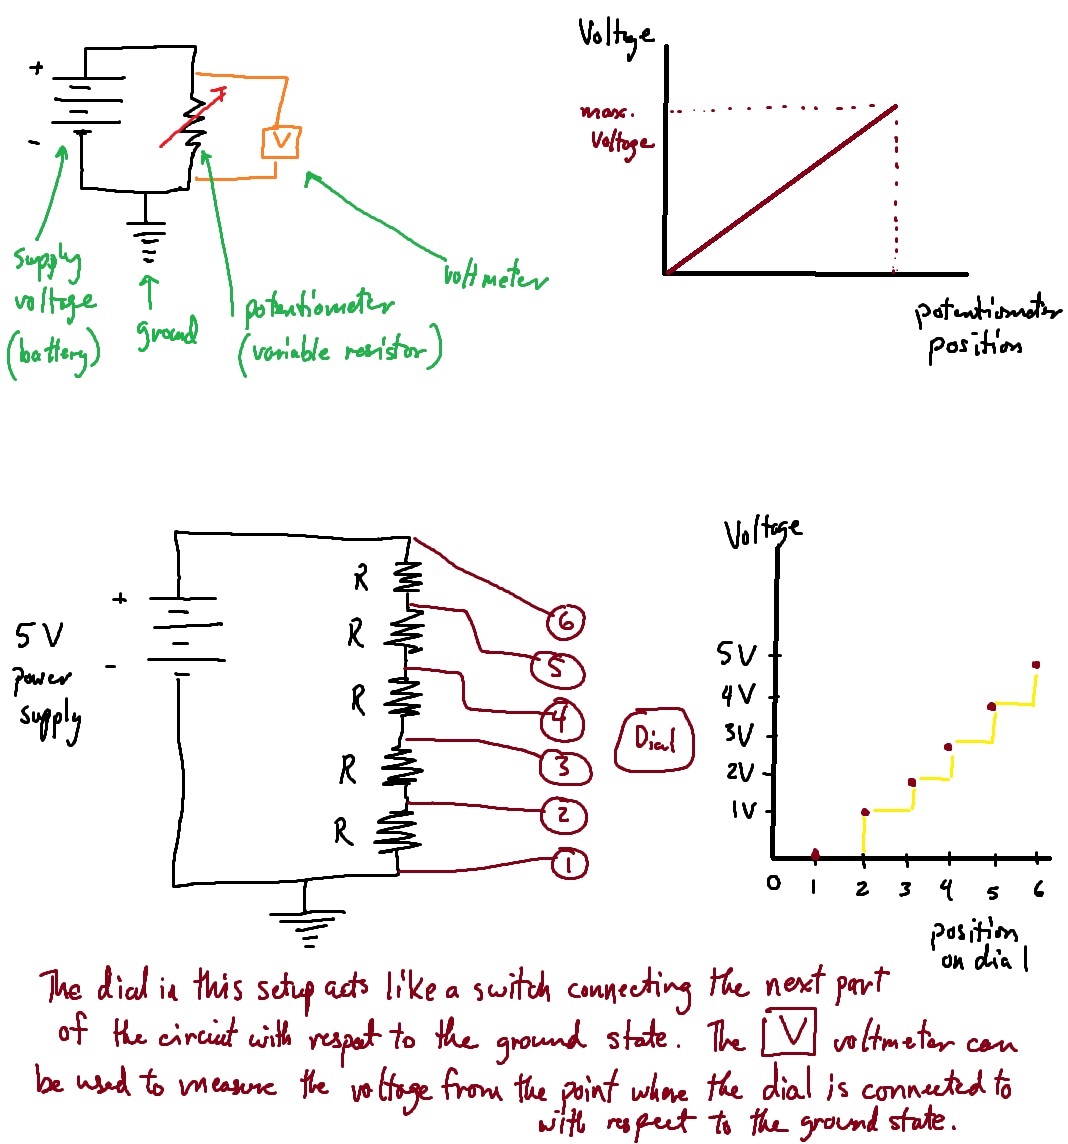 +
-
V
supply
voltage
(battery)
ground
potentiometer
(variable resistor)
voltmeter
Voltage
max.
Voltage
potentiometer
position
5 V
power
supply
+
-
R
R
R
R
R
6
5
4
3
2
1
Dial
Voltage
5V
4V
3V
2V
1V
0 1 2 3 4 5 6
position
on dial
The dial in this setup acts like a switch connecting the next part
of the circuit with respect to the ground state. The V voltmeter can
be used to measure the voltage from the point where the dial is connected to
with respect to the ground state.